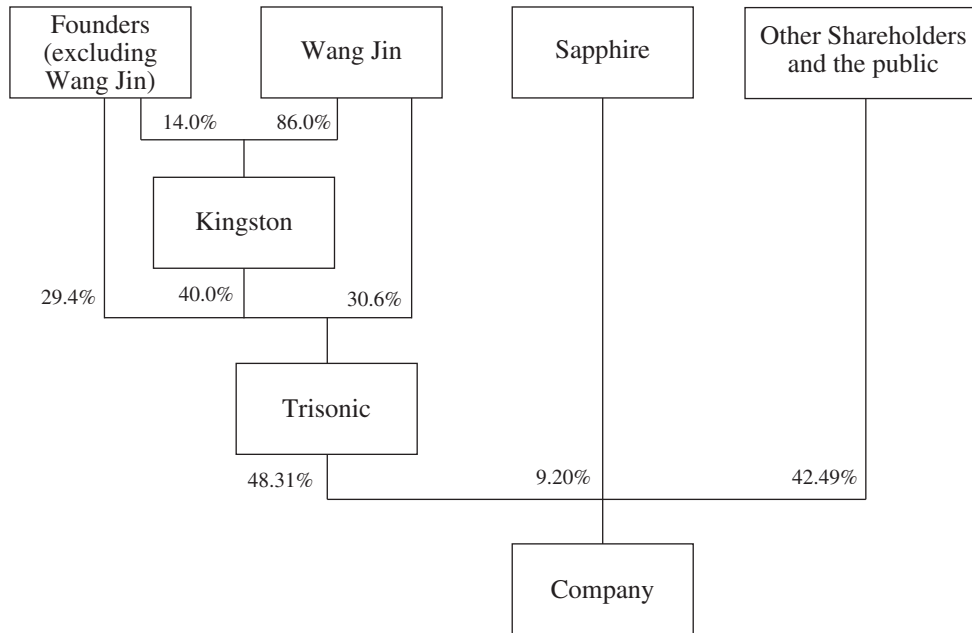 Founders
(excluding
Wang Jin)
Wang Jin
Sapphire
Other Shareholders
and the public
14.0%
86.0%
Kingston
29.4%
40.0%
30.6%
Trisonic
48.31%
9.20%
42.49%
Company